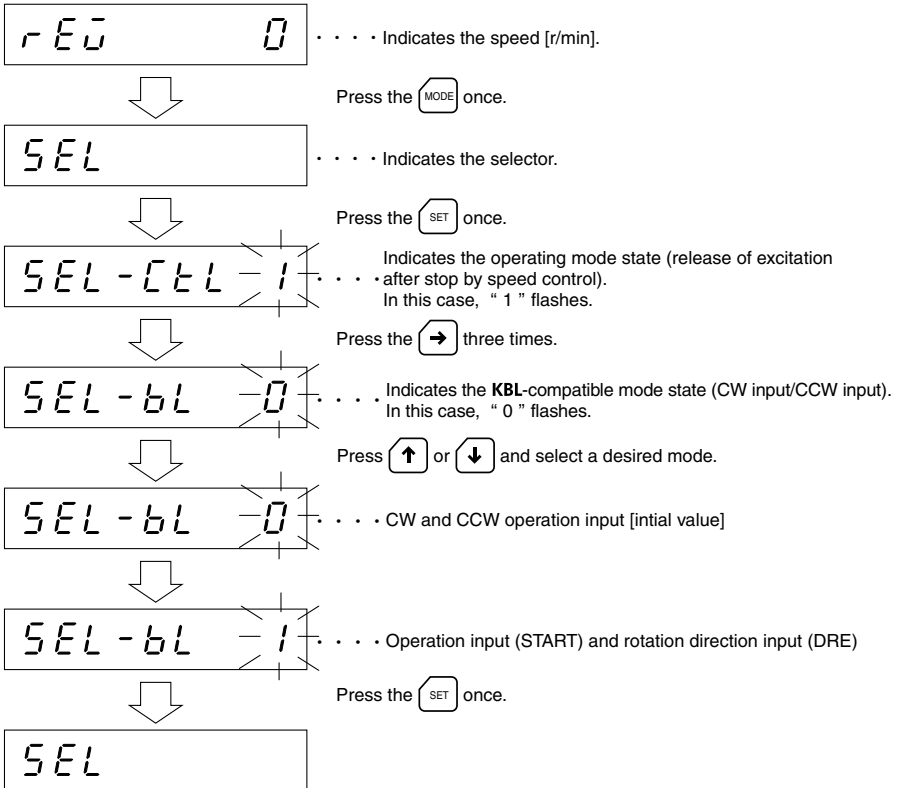 rEv 0 · · · · Indicates the speed [r/min].
Press the MODE once.
SEL · · · · Indicates the selector.
Press the SET once.
Indicates the operating mode state (release of excitation
SEL-CtL 1 · · · · after stop by speed control).
In this case, “ 1 ” flashes.
Press the → three times.
SEL-bL 0 · · · · Indicates the KBL-compatible mode state (CW input/CCW input).
In this case, “ 0 ” flashes.
Press ↑ or ↓ and select a desired mode.
SEL-bL 0 · · · · CW and CCW operation input [intial value]
SEL-bL 1 · · · · Operation input (START) and rotation direction input (DRE)
Press the SET once.
SEL